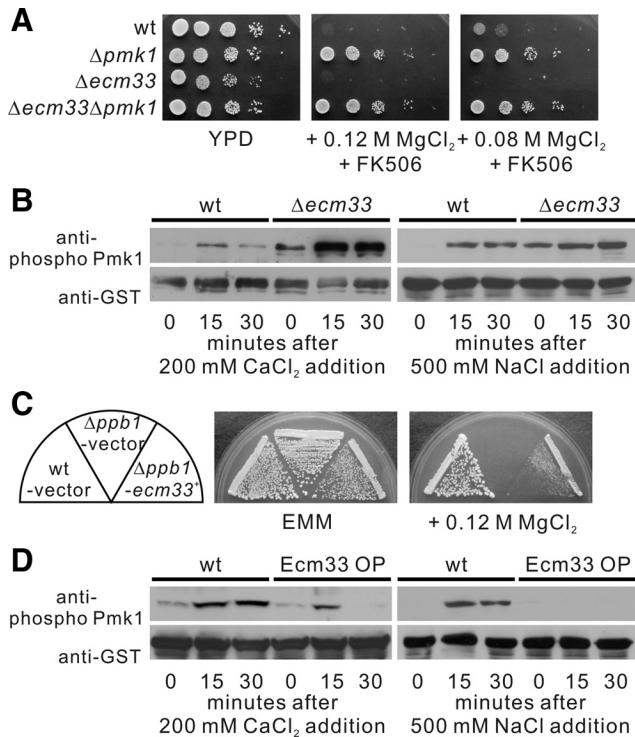 A
wt
Δpmk1
Δecm33
Δecm33Δpmk1
YPD
+ 0.12 M MgCl₂ + FK506
+ 0.08 M MgCl₂ + FK506
B
wt
Δecm33
wt
Δecm33
anti-phospho Pmk1
anti-GST
0 15 30 0 15 30
minutes after
200 mM CaCl₂ addition
0 15 30 0 15 30
minutes after
500 mM NaCl addition
C
wt -vector
Δppb1 -vector
Δppb1 -ecm33⁺
EMM
+ 0.12 M MgCl₂
D
wt
Ecm33 OP
wt
Ecm33 OP
anti-phospho Pmk1
anti-GST
0 15 30 0 15 30
minutes after
200 mM CaCl₂ addition
0 15 30 0 15 30
minutes after
500 mM NaCl addition